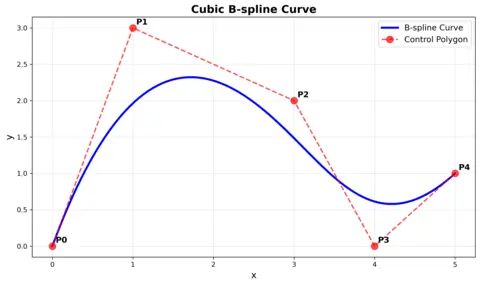 Cubic B-spline Curve
P1
B-spline Curve
Control Polygon
P2
P4
P0
P3
y
3.0
2.5
2.0
1.5
1.0
0.5
0.0
0 1 2 3 4 5
x